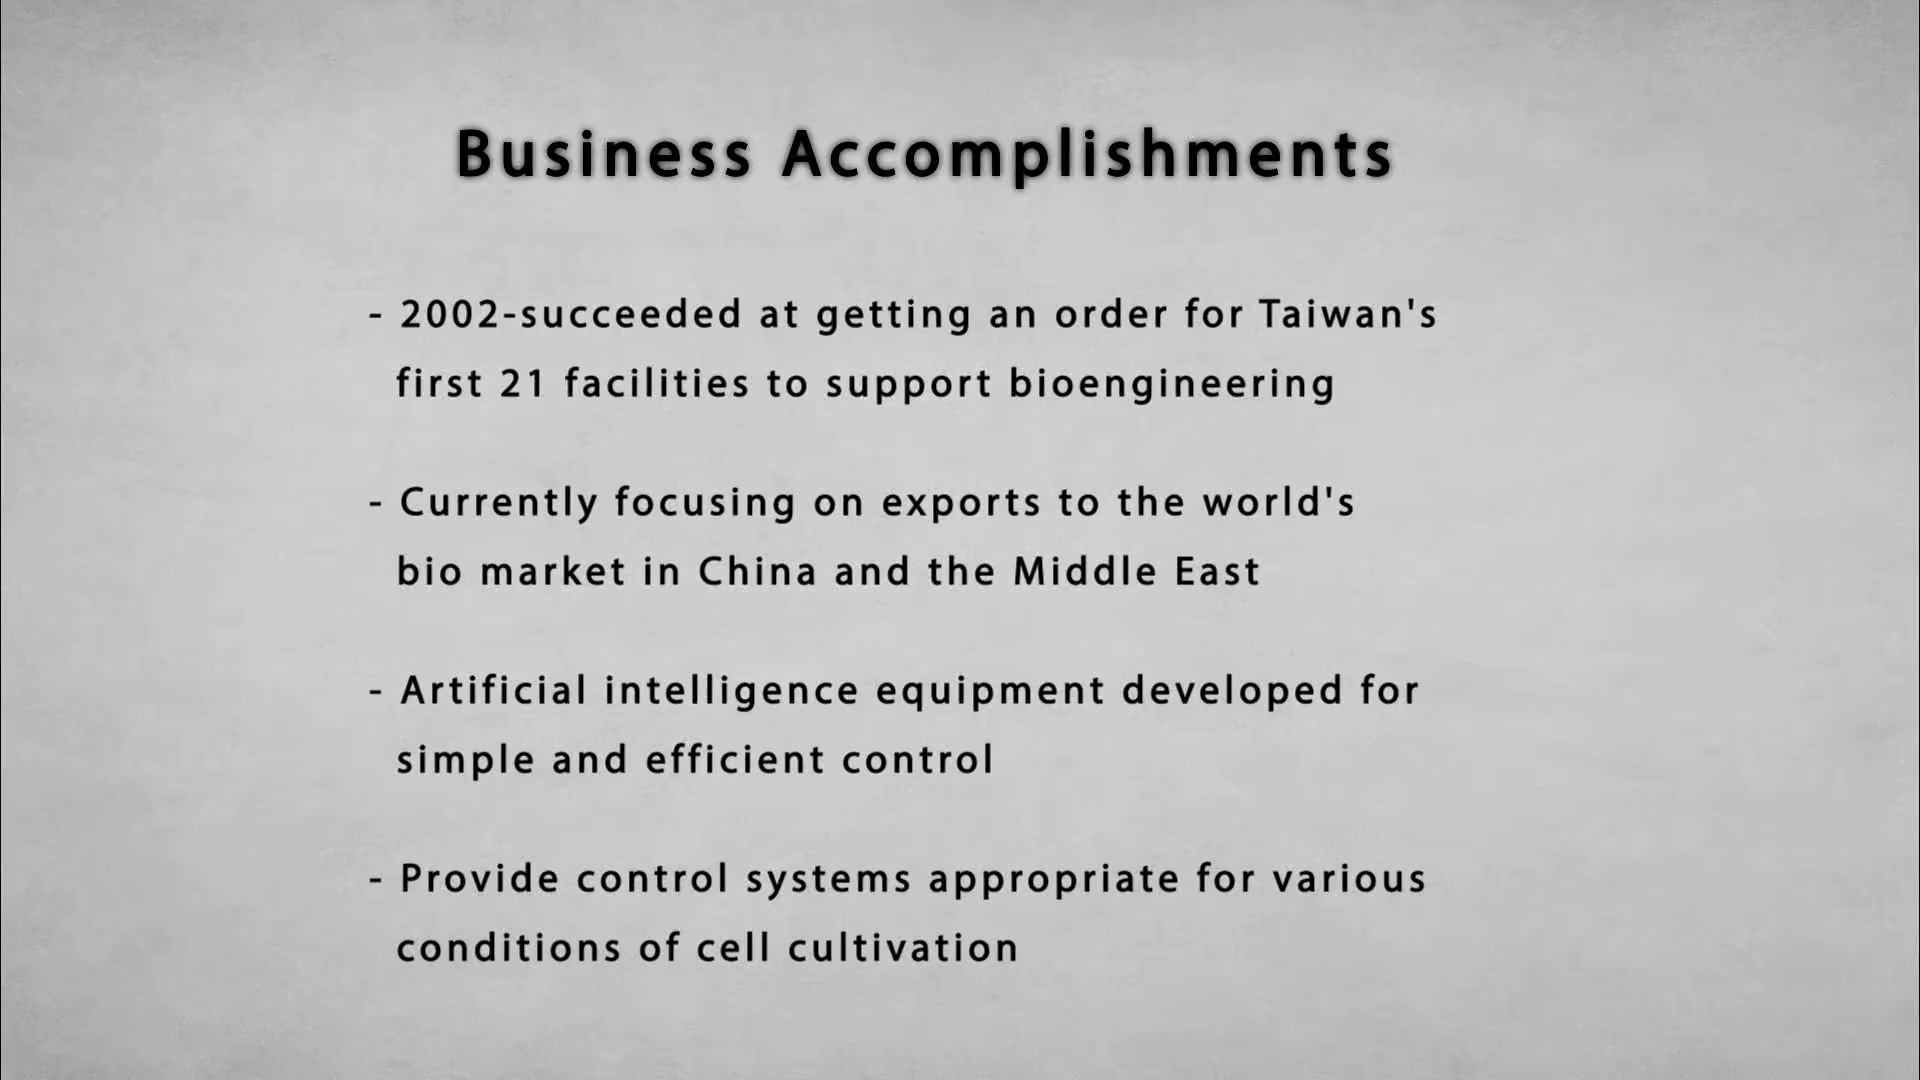 Business Accomplishments
- 2002-succeeded at getting an order for Taiwan's
first 21 facilities to support bioengineering
- Currently focusing on exports to the world's
bio market in China and the Middle East
- Artificial intelligence equipment developed for
simple and efficient control
- Provide control systems appropriate for various
conditions of cell cultivation